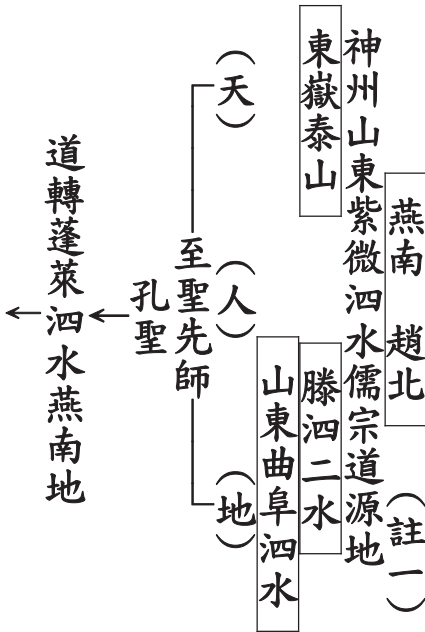 燕南　趙北
神州山東紫微泗水儒宗道源地
（註一）
東嶽泰山
滕泗二水
山東曲阜泗水
（天）
（人）
（地）
至聖先師
孔聖
道轉蓬萊泗水燕南地